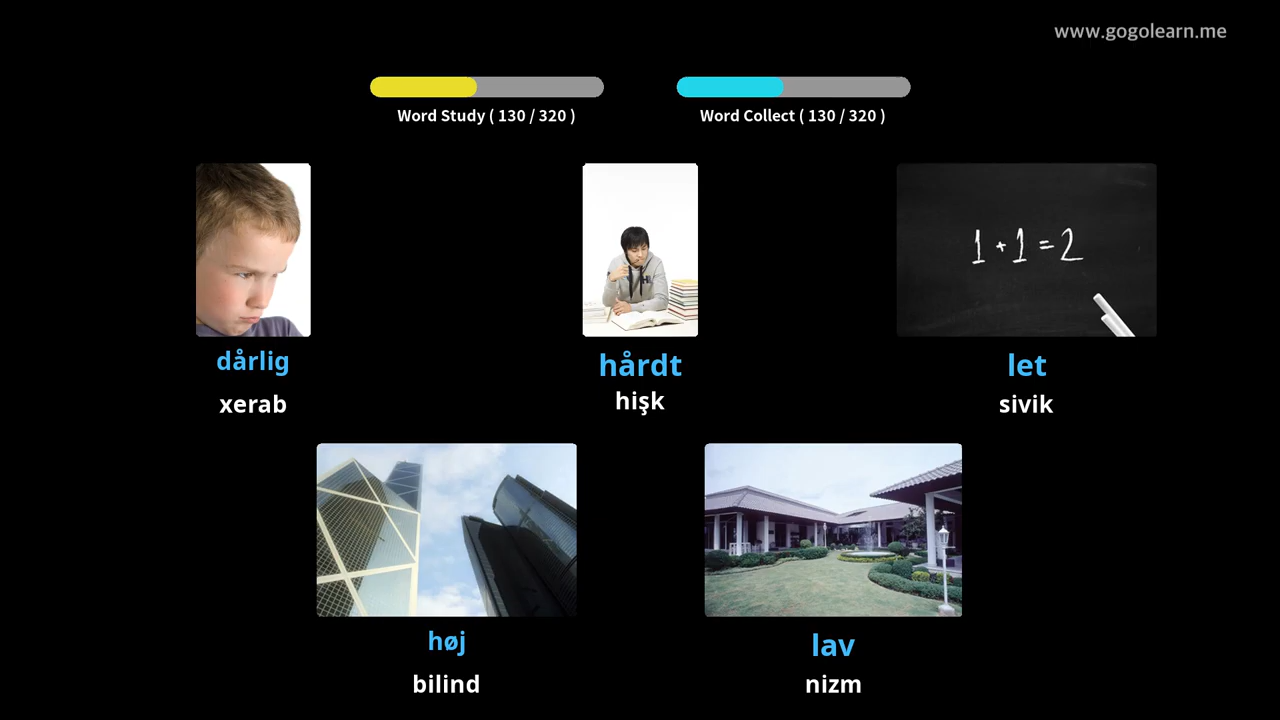 www.gogolearn.me
Word Study ( 130 / 320 )
Word Collect ( 130 / 320 )
1 + 1 = 2
dårlig
xerab
hårdt
hişk
let
sivik
høj
bilind
lav
nizm